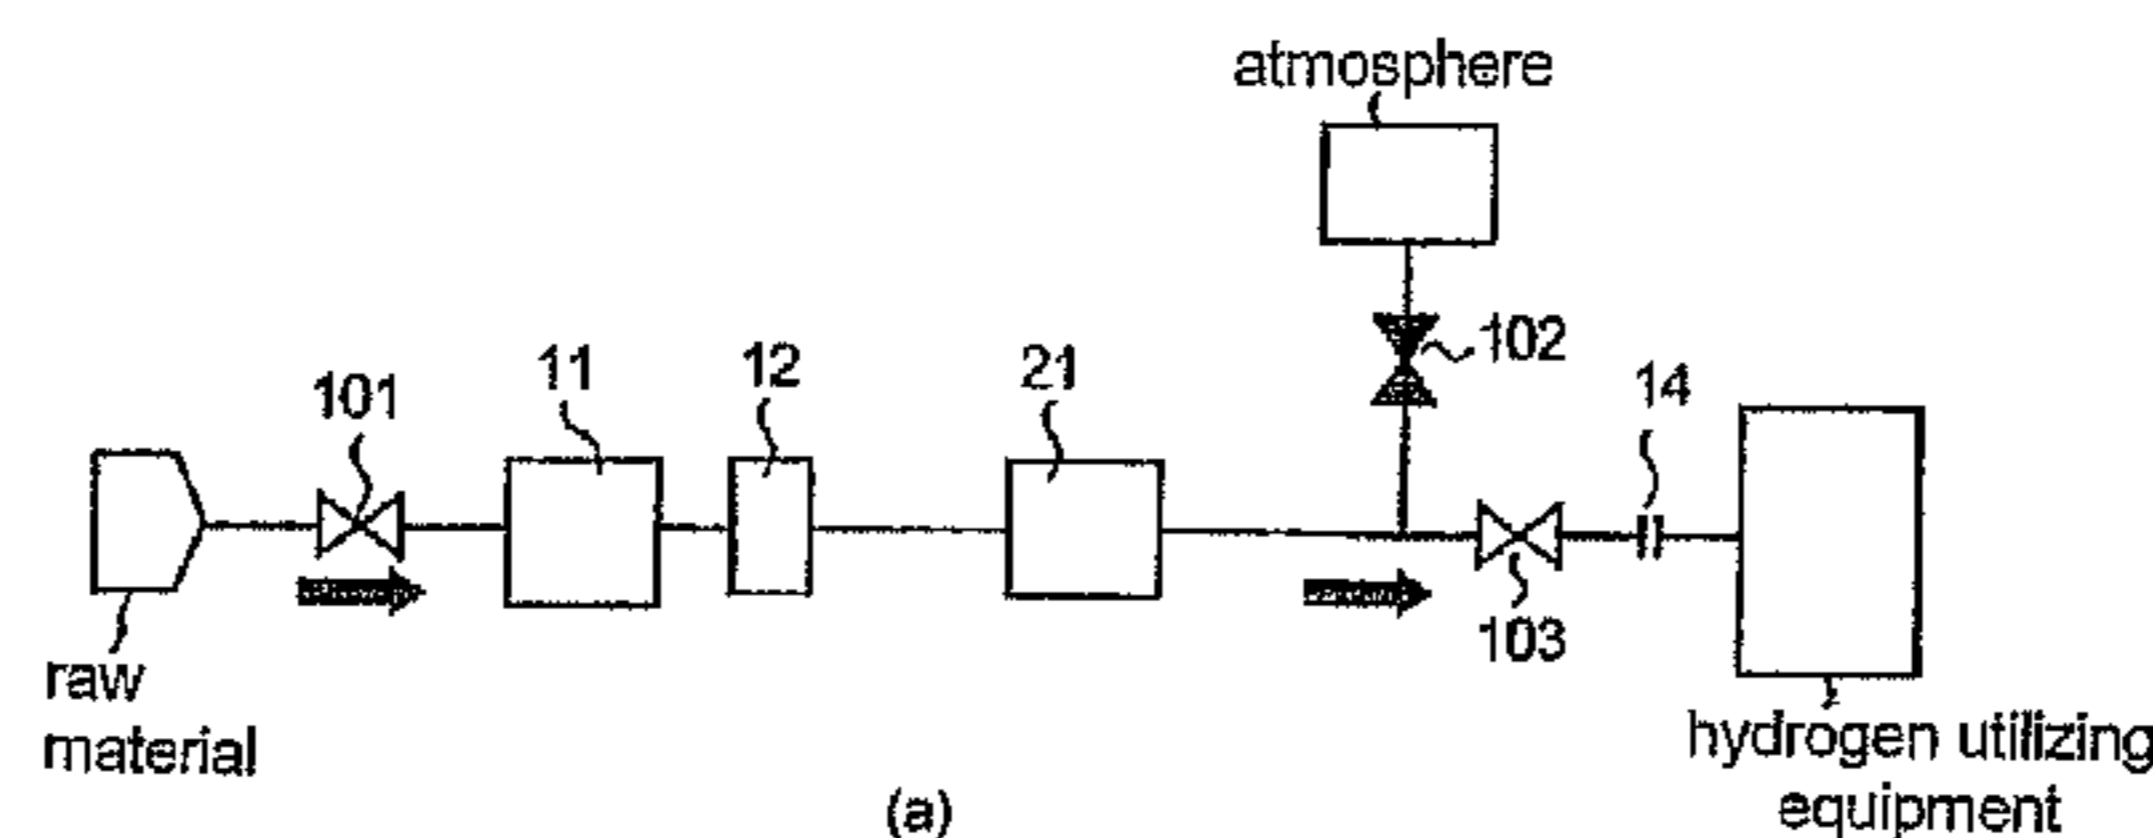 atmosphere
102
101
11
12
21
14
103
raw
material
hydrogen utilizing
equipment
(a)